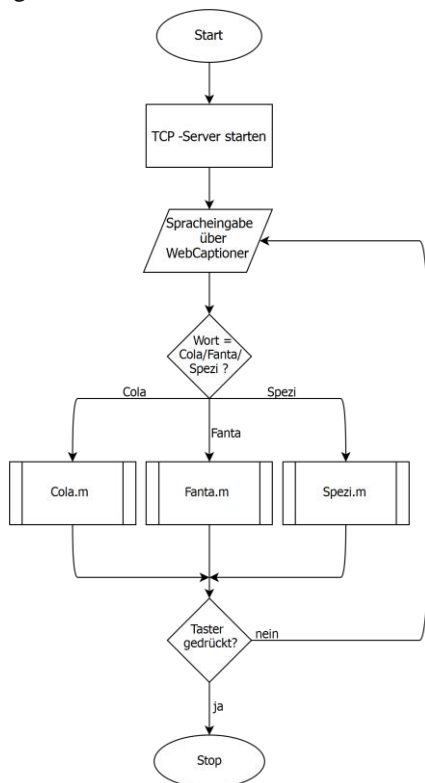 Start
TCP -Server starten
Spracheingabe
über
WebCaptioner
Wort =
Cola/Fanta/
Spezi ?
Cola
Spezi
Fanta
Cola.m
Fanta.m
Spezi.m
Taster
gedrückt?
nein
ja
Stop